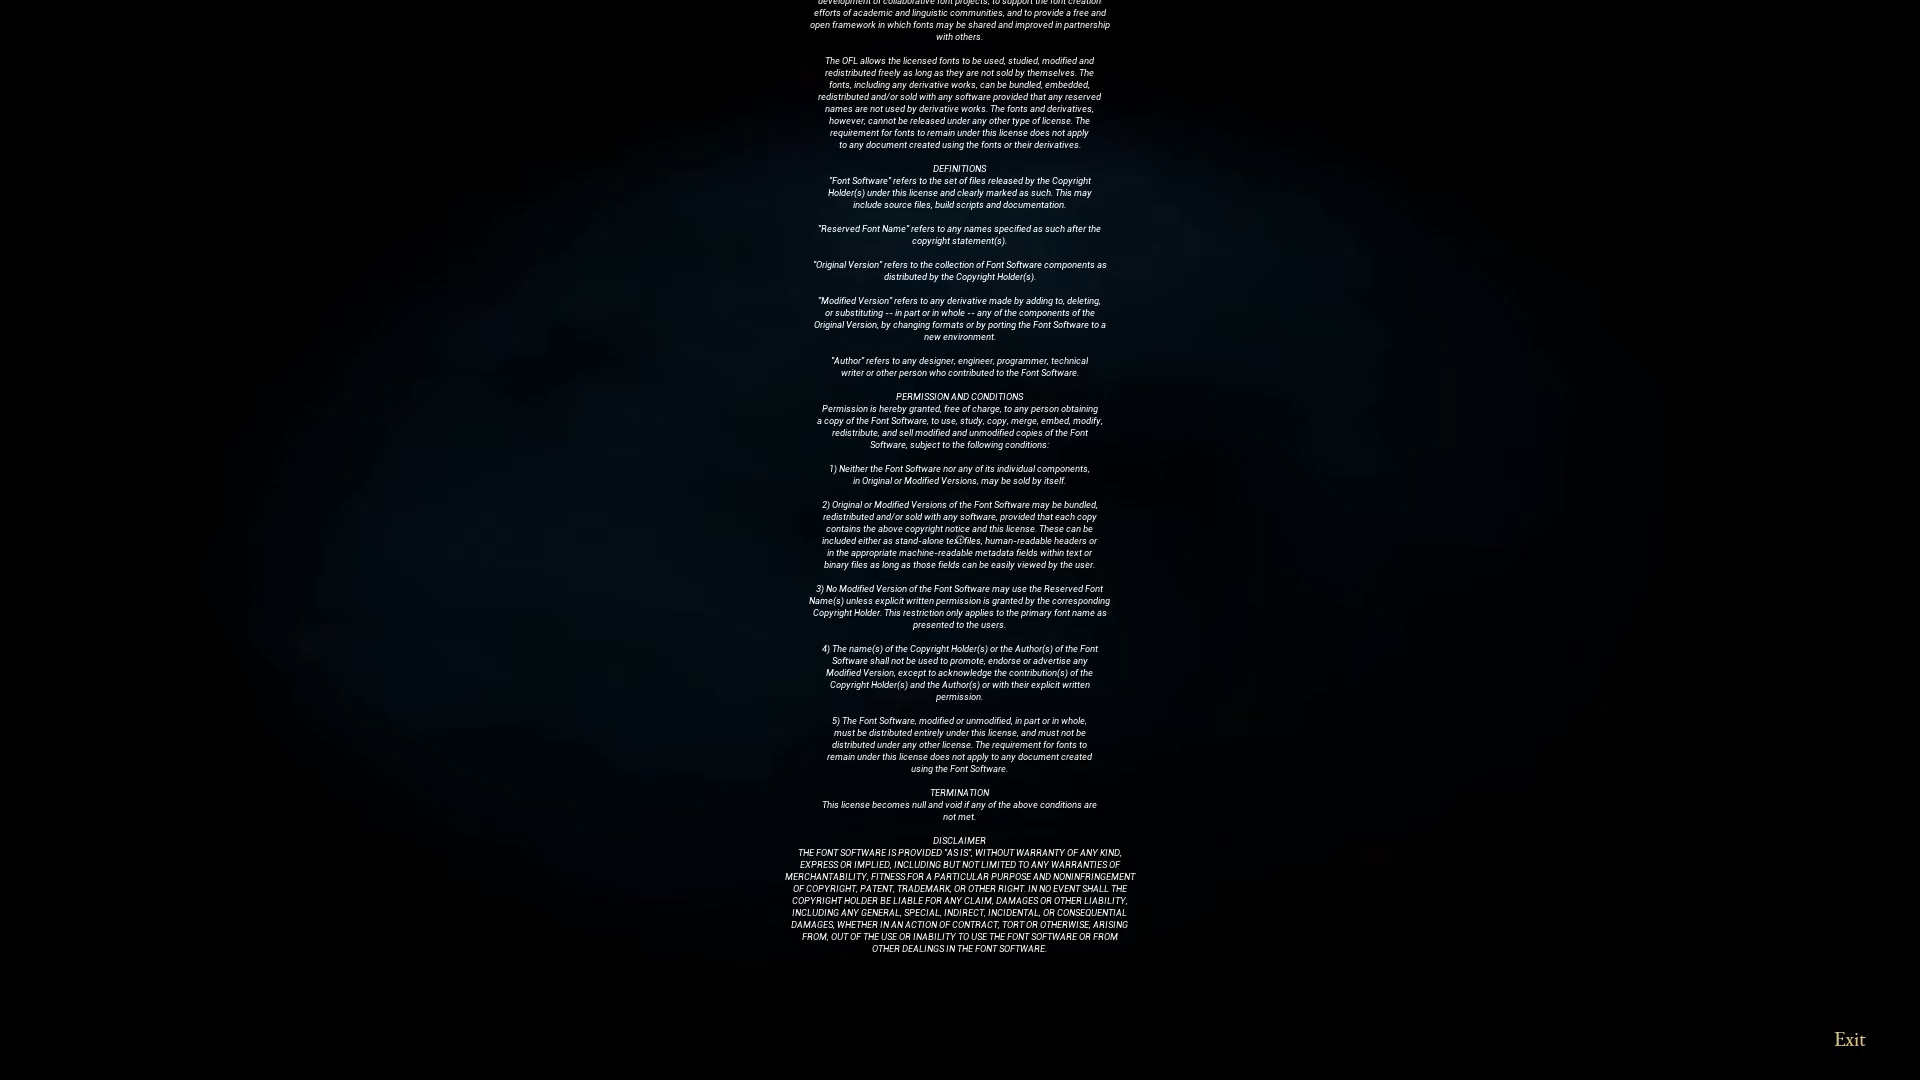 development of collaborative font projects, to support the font creation
efforts of academic and linguistic communities, and to provide a free and
open framework in which fonts may be shared and improved in partnership
with others.
The OFL allows the licensed fonts to be used, studied, modified and
redistributed freely as long as they are not sold by themselves. The
fonts, including any derivative works, can be bundled, embedded,
redistributed and/or sold with any software provided that any reserved
names are not used by derivative works. The fonts and derivatives,
however, cannot be released under any other type of license. The
requirement for fonts to remain under this license does not apply
to any document created using the fonts or their derivatives.
DEFINITIONS
"Font Software" refers to the set of files released by the Copyright
Holder(s) under this license and clearly marked as such. This may
include source files, build scripts and documentation.
"Reserved Font Name" refers to any names specified as such after the
copyright statement(s).
"Original Version" refers to the collection of Font Software components as
distributed by the Copyright Holder(s).
"Modified Version" refers to any derivative made by adding to, deleting,
or substituting -- in part or in whole -- any of the components of the
Original Version, by changing formats or by porting the Font Software to a
new environment.
"Author" refers to any designer, engineer, programmer, technical
writer or other person who contributed to the Font Software.
PERMISSION AND CONDITIONS
Permission is hereby granted, free of charge, to any person obtaining
a copy of the Font Software, to use, study, copy, merge, embed, modify,
redistribute, and sell modified and unmodified copies of the Font
Software, subject to the following conditions:
1) Neither the Font Software nor any of its individual components,
in Original or Modified Versions, may be sold by itself.
2) Original or Modified Versions of the Font Software may be bundled,
redistributed and/or sold with any software, provided that each copy
contains the above copyright notice and this license. These can be
included either as stand-alone text files, human-readable headers or
in the appropriate machine-readable metadata fields within text or
binary files as long as those fields can be easily viewed by the user.
3) No Modified Version of the Font Software may use the Reserved Font
Name(s) unless explicit written permission is granted by the corresponding
Copyright Holder. This restriction only applies to the primary font name as
presented to the users.
4) The name(s) of the Copyright Holder(s) or the Author(s) of the Font
Software shall not be used to promote, endorse or advertise any
Modified Version, except to acknowledge the contribution(s) of the
Copyright Holder(s) and the Author(s) or with their explicit written
permission.
5) The Font Software, modified or unmodified, in part or in whole,
must be distributed entirely under this license, and must not be
distributed under any other license. The requirement for fonts to
remain under this license does not apply to any document created
using the Font Software.
TERMINATION
This license becomes null and void if any of the above conditions are
not met.
DISCLAIMER
THE FONT SOFTWARE IS PROVIDED "AS IS", WITHOUT WARRANTY OF ANY KIND,
EXPRESS OR IMPLIED, INCLUDING BUT NOT LIMITED TO ANY WARRANTIES OF
MERCHANTABILITY, FITNESS FOR A PARTICULAR PURPOSE AND NONINFRINGEMENT
OF COPYRIGHT, PATENT, TRADEMARK, OR OTHER RIGHT. IN NO EVENT SHALL THE
COPYRIGHT HOLDER BE LIABLE FOR ANY CLAIM, DAMAGES OR OTHER LIABILITY,
INCLUDING ANY GENERAL, SPECIAL, INDIRECT, INCIDENTAL, OR CONSEQUENTIAL
DAMAGES, WHETHER IN AN ACTION OF CONTRACT, TORT OR OTHERWISE, ARISING
FROM, OUT OF THE USE OR INABILITY TO USE THE FONT SOFTWARE OR FROM
OTHER DEALINGS IN THE FONT SOFTWARE.
Exit